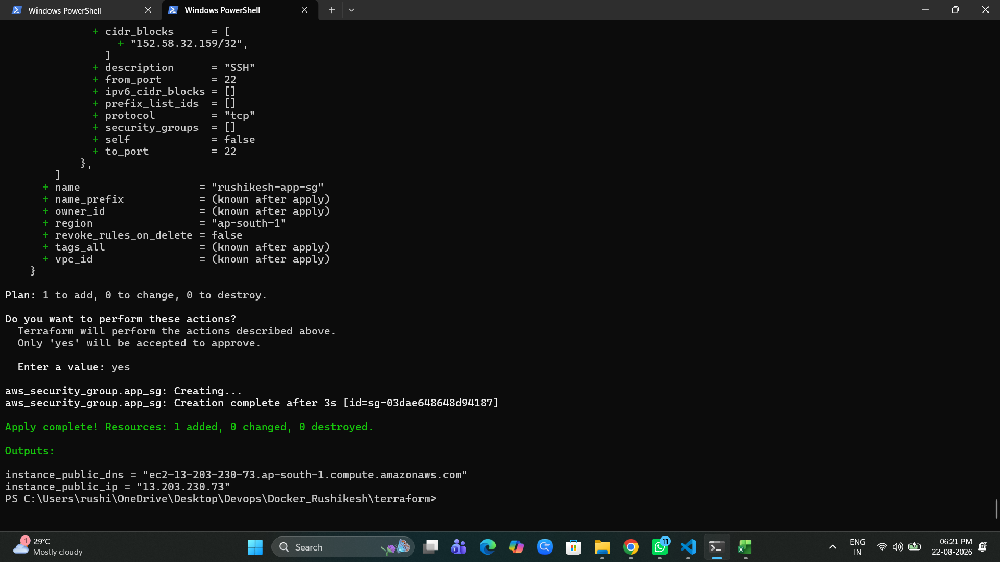 Windows PowerShell
Windows PowerShell
+ cidr_blocks      = [
+ "152.58.32.159/32",
]
+ description      = "SSH"
+ from_port        = 22
+ ipv6_cidr_blocks = []
+ prefix_list_ids  = []
+ protocol         = "tcp"
+ security_groups  = []
+ self             = false
+ to_port          = 22
},
]
+ name                   = "rushikesh-app-sg"
+ name_prefix            = (known after apply)
+ owner_id               = (known after apply)
+ region                 = "ap-south-1"
+ revoke_rules_on_delete = false
+ tags_all               = (known after apply)
+ vpc_id                 = (known after apply)
}
Plan: 1 to add, 0 to change, 0 to destroy.
Do you want to perform these actions?
Terraform will perform the actions described above.
Only 'yes' will be accepted to approve.
Enter a value: yes
aws_security_group.app_sg: Creating...
aws_security_group.app_sg: Creation complete after 3s [id=sg-03dae648648d94187]
Apply complete! Resources: 1 added, 0 changed, 0 destroyed.
Outputs:
instance_public_dns = "ec2-13-203-230-73.ap-south-1.compute.amazonaws.com"
instance_public_ip = "13.203.230.73"
PS C:\Users\rushi\OneDrive\Desktop\Devops\Docker_Rushikesh\terraform>
1
29°C
Mostly cloudy
Search
11
ENG
IN
06:21 PM
22-08-2026